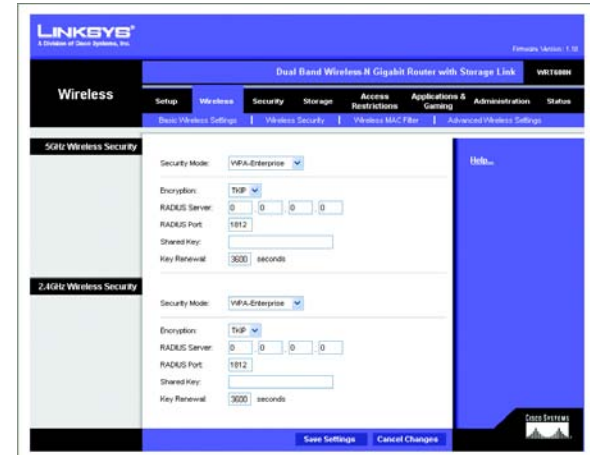 LINKSYS®
A Division of Cisco Systems, Inc.
Firmware Version: 1.10
Dual Band Wireless-N Gigabit Router with Storage Link WRT600N
Wireless
Setup Wireless Security Storage Access Restrictions Applications & Gaming Administration Status
Basic Wireless Settings | Wireless Security | Wireless MAC Filter | Advanced Wireless Settings
5GHz Wireless Security
Help...
Security Mode: WPA-Enterprise
Encryption: TKIP
RADIUS Server: 0 0 0 0
RADIUS Port: 1812
Shared Key:
Key Renewal: 3600 seconds
2.4GHz Wireless Security
Security Mode: WPA-Enterprise
Encryption: TKIP
RADIUS Server: 0 0 0 0
RADIUS Port: 1812
Shared Key:
Key Renewal: 3600 seconds
Save Settings Cancel Changes
CISCO SYSTEMS